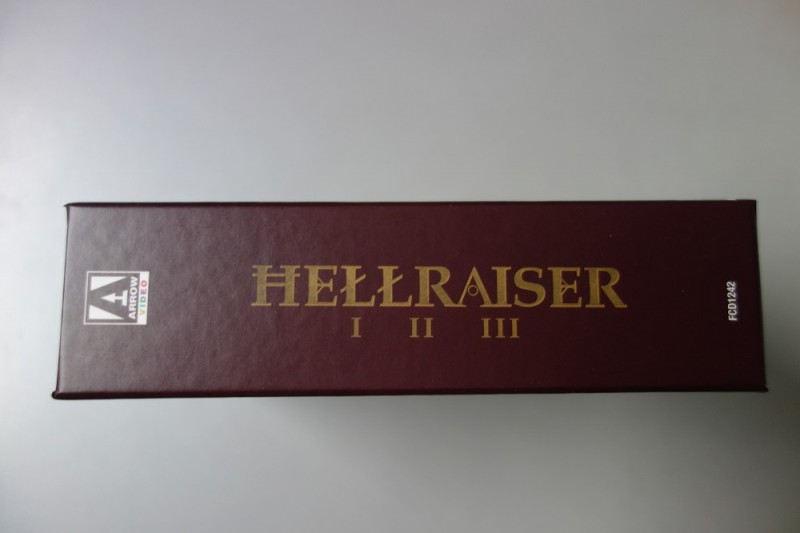 A
ARROW
VIDEO
HELLRAISER
I II III
FCD1242